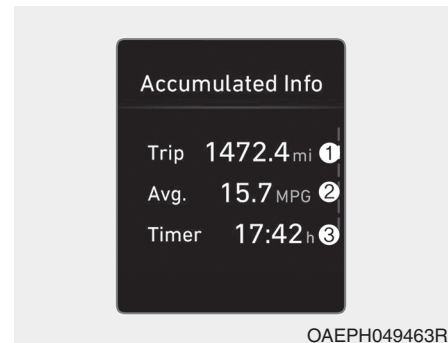 Accumulated Info
Trip 1472.4 mi ①
Avg. 15.7 MPG ②
Timer 17:42 h ③
OAEPH049463R